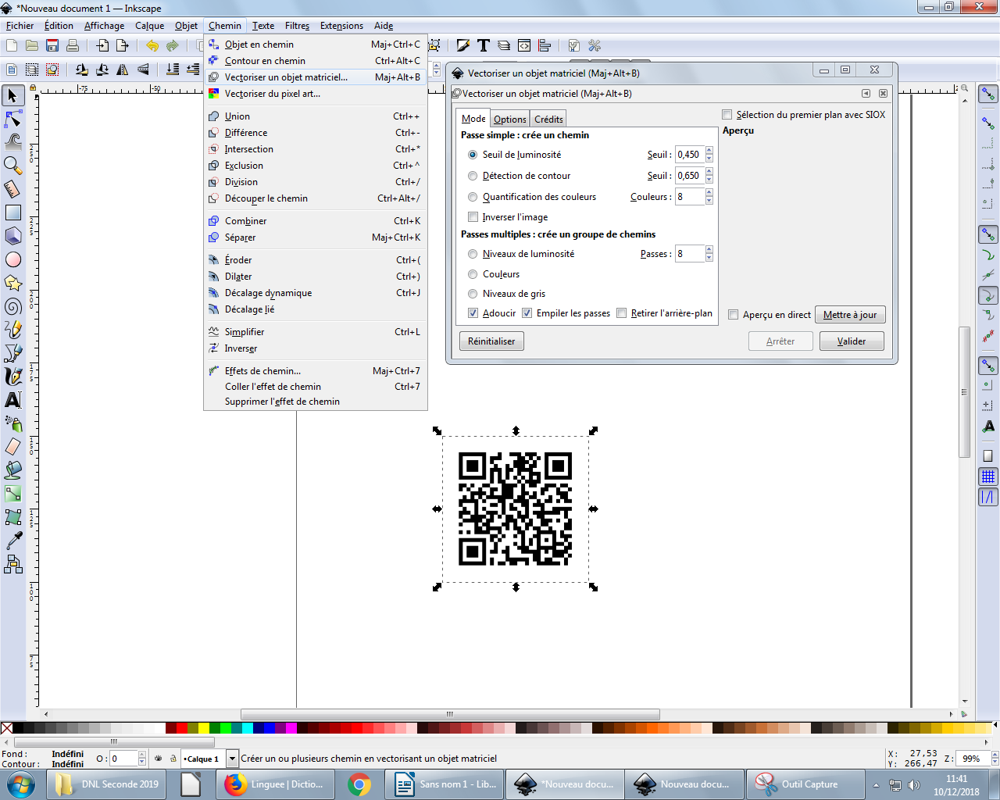 *Nouveau document 1 — Inkscape
Fichier Édition Affichage Calque Objet Chemin Texte Filtres Extensions Aide
Objet en chemin Maj+Ctrl+C
Contour en chemin Ctrl+Alt+C
Vectoriser un objet matriciel... Maj+Alt+B
Vectoriser du pixel art...
Union Ctrl++
Différence Ctrl+-
Intersection Ctrl+*
Exclusion Ctrl+^
Division Ctrl+/
Découper le chemin Ctrl+Alt+/
Combiner Ctrl+K
Séparer Maj+Ctrl+K
Éroder Ctrl+(
Dilater Ctrl+)
Décalage dynamique Ctrl+J
Décalage lié
Simplifier Ctrl+L
Inverser
Effets de chemin... Maj+Ctrl+7
Coller l'effet de chemin Ctrl+7
Supprimer l'effet de chemin
Vectoriser un objet matriciel (Maj+Alt+B)
Vectoriser un objet matriciel (Maj+Alt+B)
Mode Options Crédits
Sélection du premier plan avec SIOX
Aperçu
Passe simple : crée un chemin
Seuil de luminosité Seuil : 0,450
Détection de contour Seuil : 0,650
Quantification des couleurs Couleurs : 8
Inverser l'image
Passes multiples : crée un groupe de chemins
Niveaux de luminosité Passes : 8
Couleurs
Niveaux de gris
Adoucir Empiler les passes Retirer l'arrière-plan
Aperçu en direct Mettre à jour
Réinitialiser Arrêter Valider
-75 -50
250
225
200
175
150
125
100
75
Fond : Indéfini
Contour : Indéfini
O : 0
•Calque 1
Créer un ou plusieurs chemin en vectorisant un objet matriciel
X: 27,53
Y: 266,47
Z: 99%
DNL Seconde 2019
Linguee | Dictio...
Sans nom 1 - Lib...
*Nouveau docu...
Nouveau docu...
Outil Capture
11:41
10/12/2018